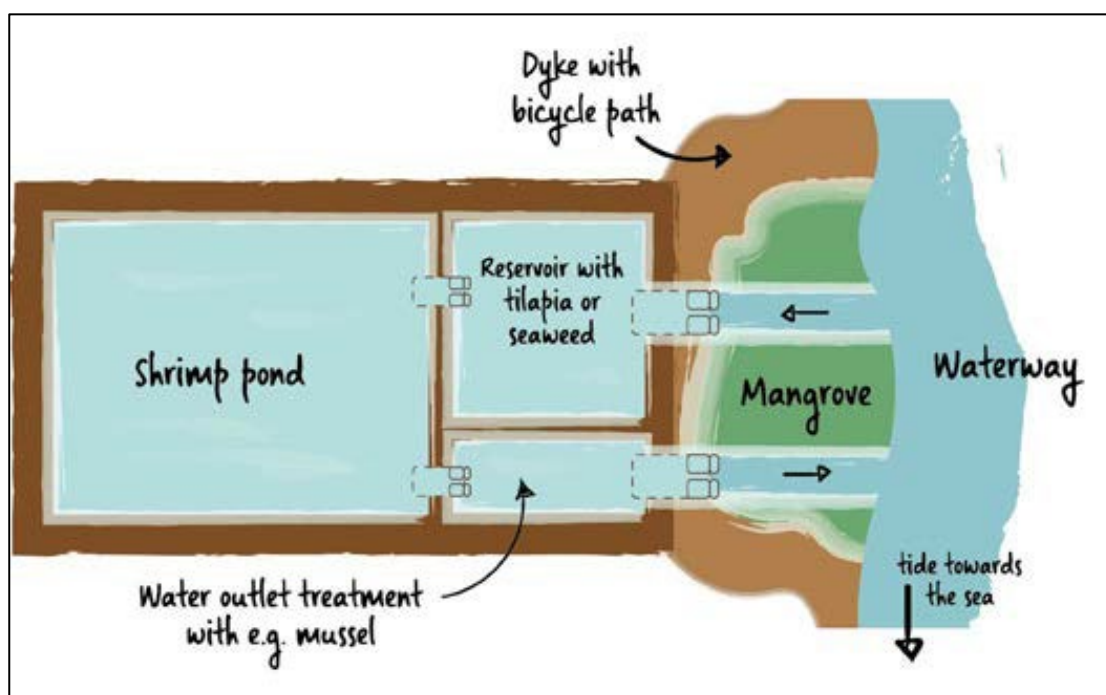 Dyke with
bicycle path
Reservoir with
tilapia or
seaweed
Shrimp pond
Mangrove
Waterway
Water outlet treatment
with e.g. mussel
tide towards
the sea